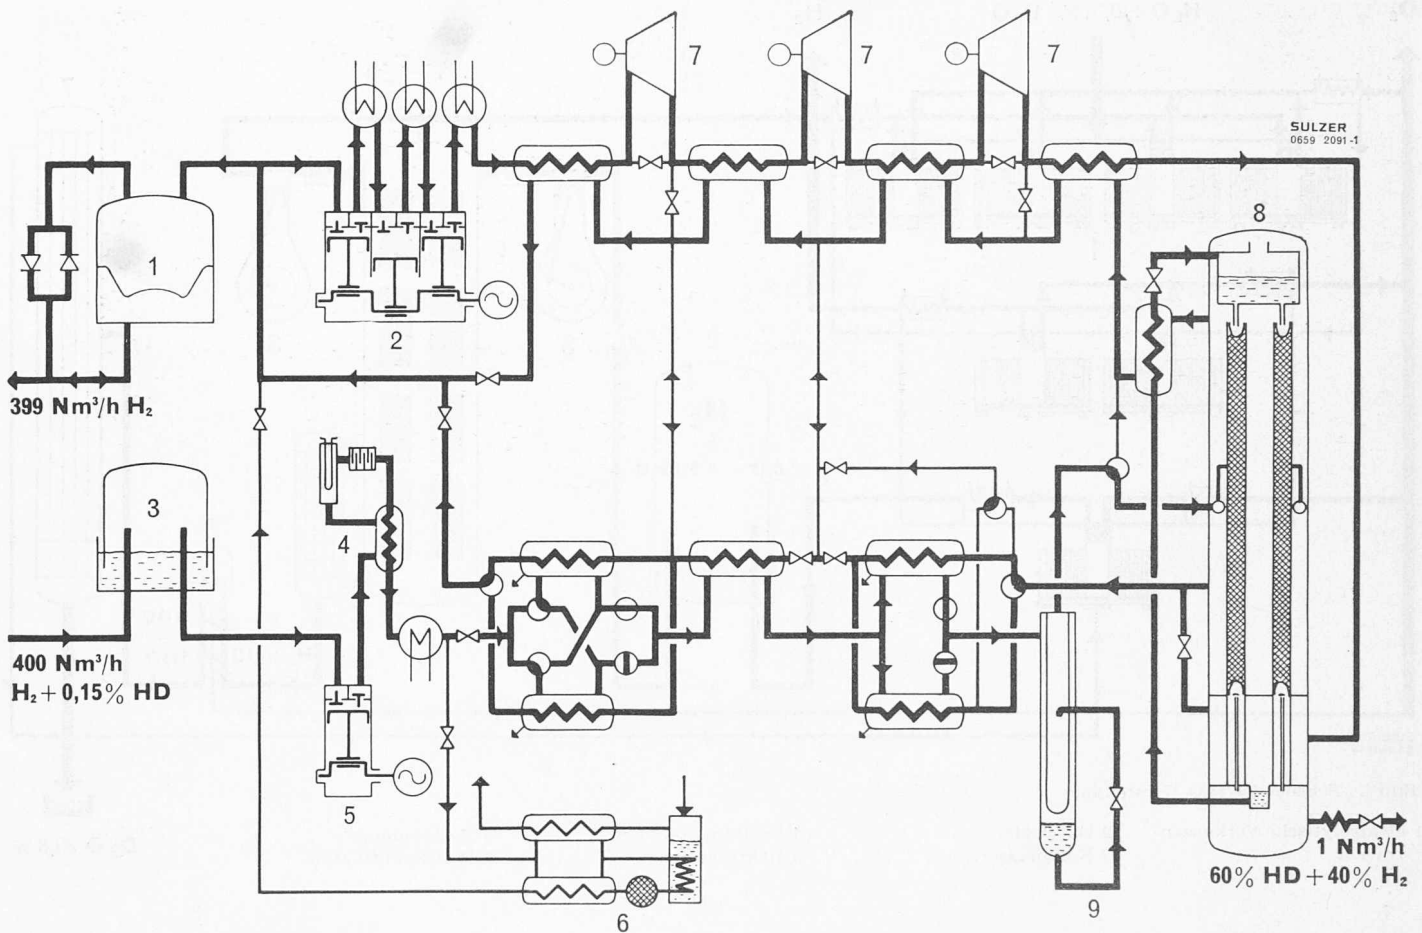 7
7
7
SULZER
0659 2091-1
8
1
2
399 Nm³/h H₂
3
4
400 Nm³/h
H₂ + 0,15% HD
5
1 Nm³/h
60% HD + 40% H₂
6
9